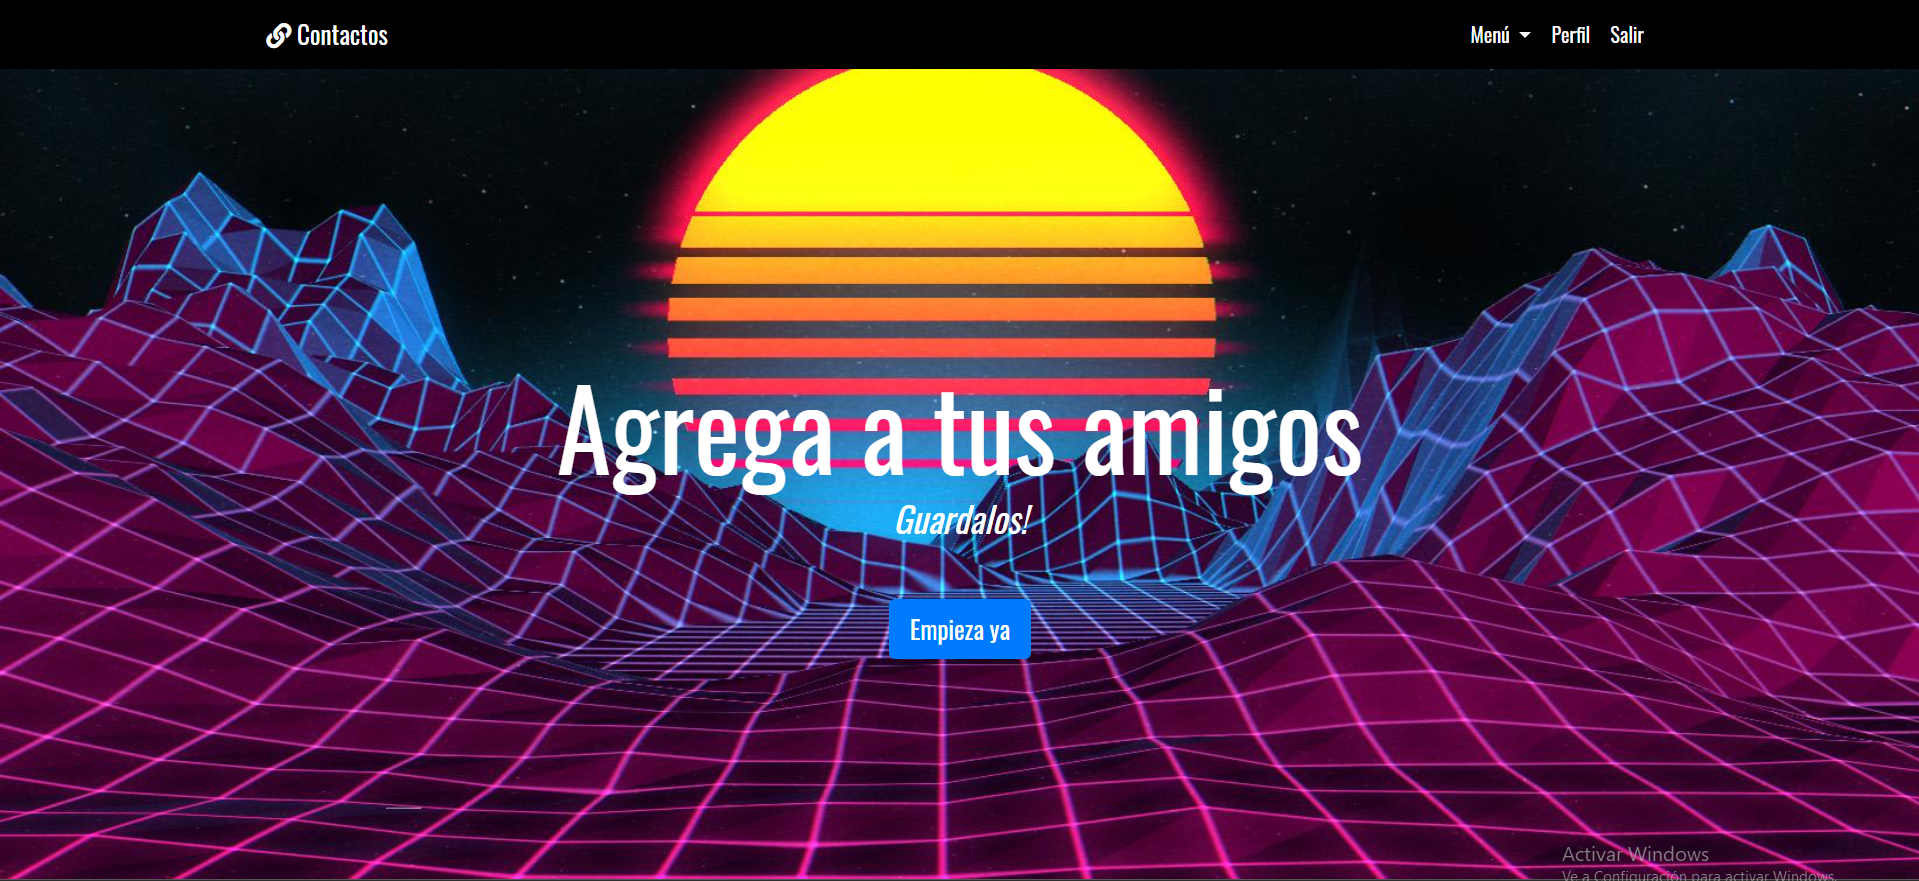 Contactos
Menú
Perfil
Salir
Agrega a tus amigos
Guardalos!
Empieza ya
Activar Windows
Ve a Configuración para activar Windows.